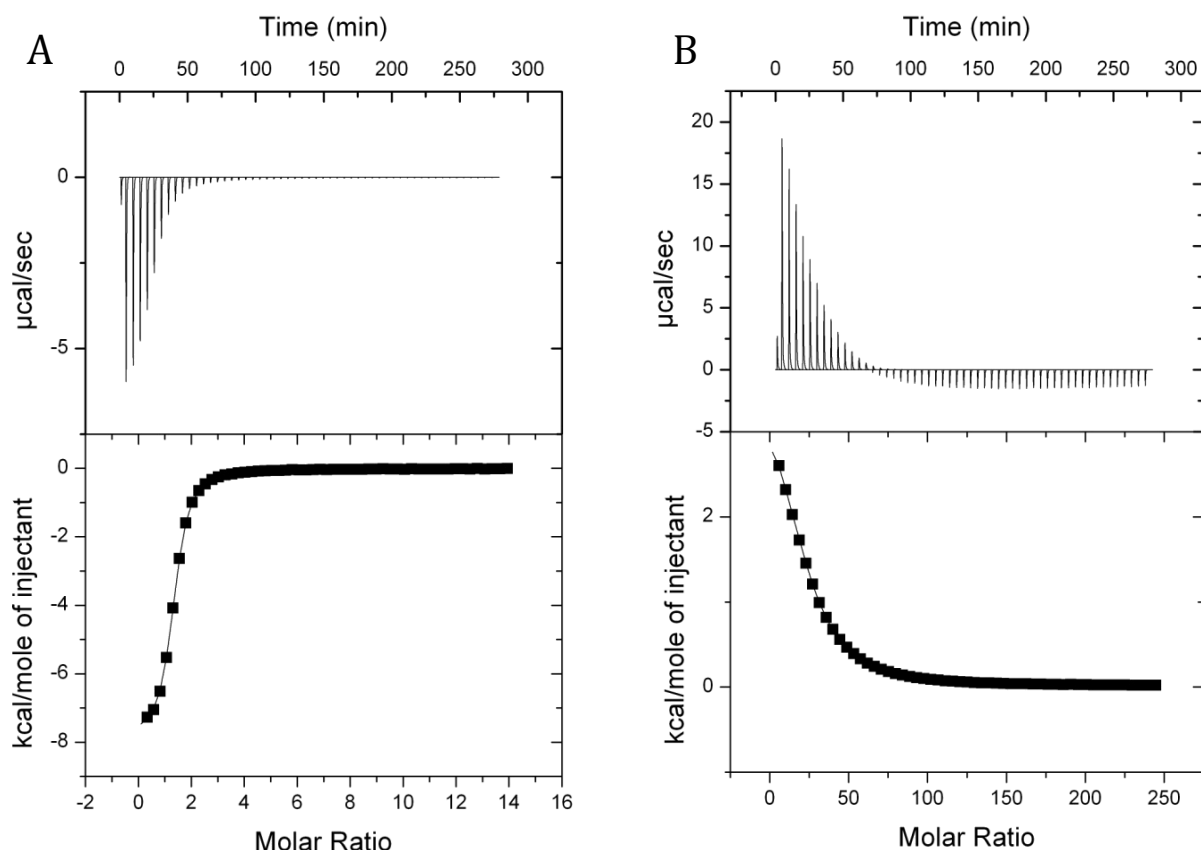 A
Time (min)
0 50 100 150 200 250 300
µcal/sec
0
-5
kcal/mole of injectant
0
-2
-4
-6
-8
-2 0 2 4 6 8 10 12 14 16
Molar Ratio
B
Time (min)
0 50 100 150 200 250 300
µcal/sec
20
15
10
5
0
-5
kcal/mole of injectant
2
0
0 50 100 150 200 250
Molar Ratio